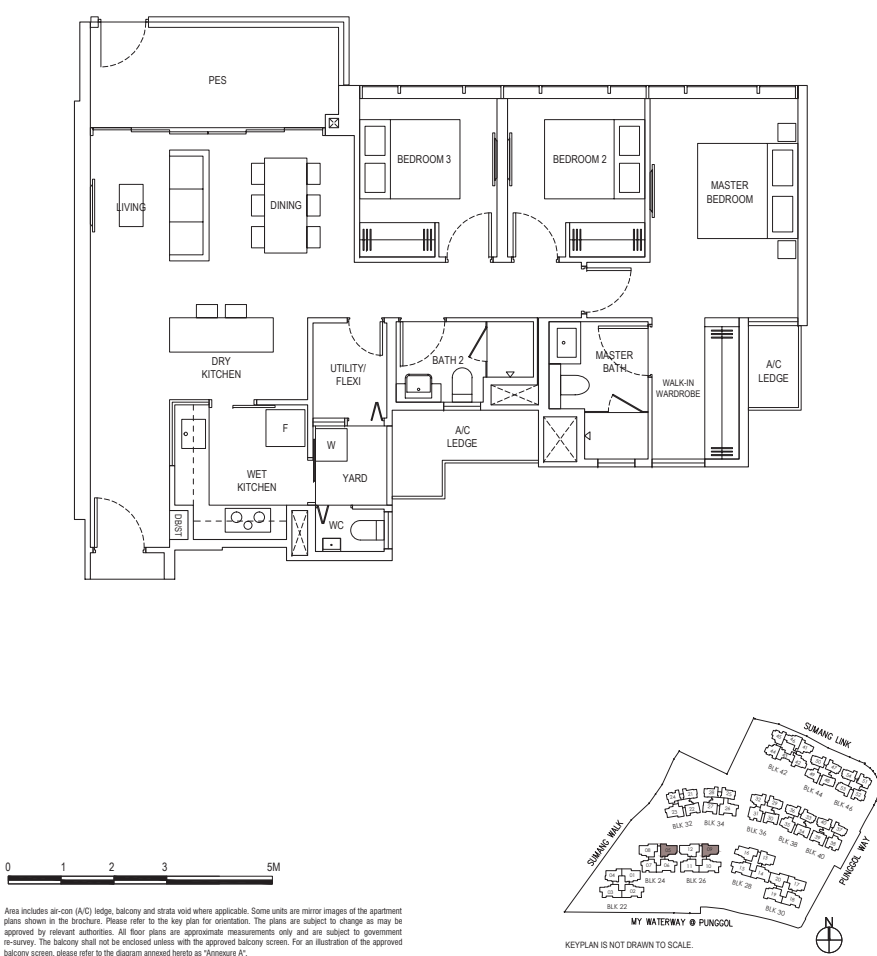 PES
BEDROOM 3
BEDROOM 2
MASTER
BEDROOM
LIVING
DINING
DRY
KITCHEN
UTILITY/
FLEXI
BATH 2
MASTER
BATH
WALK-IN
WARDROBE
A/C
LEDGE
A/C
LEDGE
F
W
WET
KITCHEN
YARD
WC
DB/ST
SUMANG LINK
BLK 42
BLK 44
BLK 46
BLK 32
BLK 34
BLK 36
BLK 38
BLK 40
SUMANG WALK
PUNGGOL WAY
BLK 24
BLK 26
BLK 28
BLK 30
BLK 22
MY WATERWAY @ PUNGGOL
N
KEYPLAN IS NOT DRAWN TO SCALE.
0 1 2 3 5M
Area includes air-con (A/C) ledge, balcony and strata void where applicable. Some units are mirror images of the apartment
plans shown in the brochure. Please refer to the key plan for orientation. The plans are subject to change as may be
approved by relevant authorities. All floor plans are approximate measurements only and are subject to government
re-survey. The balcony shall not be enclosed unless with the approved balcony screen. For an illustration of the approved
balcony screen, please refer to the diagram annexed hereto as "Annexure A".